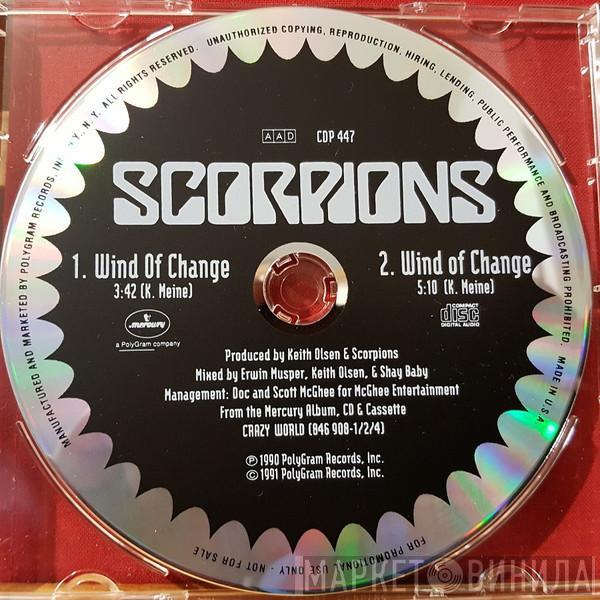 UNAUTHORIZED COPYING, REPRODUCTION, HIRING, LENDING, PUBLIC PERFORMANCE AND BROADCASTING PROHIBITED. MADE IN U.S.A.
MANUFACTURED AND MARKETED BY POLYGRAM RECORDS, INC., N.Y., N.Y. ALL RIGHTS RESERVED.
AAD CDP 447
SCORPIONS
1. Wind Of Change
3:42 (K. Meine)
2. Wind of Change
5:10 (K. Meine)
mercury
a PolyGram company
COMPACT
disc
DIGITAL AUDIO
Produced by Keith Olsen & Scorpions
Mixed by Erwin Musper, Keith Olsen, & Shay Baby
Management: Doc and Scott McGhee for McGhee Entertainment
From the Mercury Album, CD & Cassette
CRAZY WORLD (846 908-1/2/4)
℗ 1990 PolyGram Records, Inc.
© 1991 PolyGram Records, Inc.
FOR PROMOTIONAL USE ONLY - NOT FOR SALE
МАРКЕТ ВИНИЛА